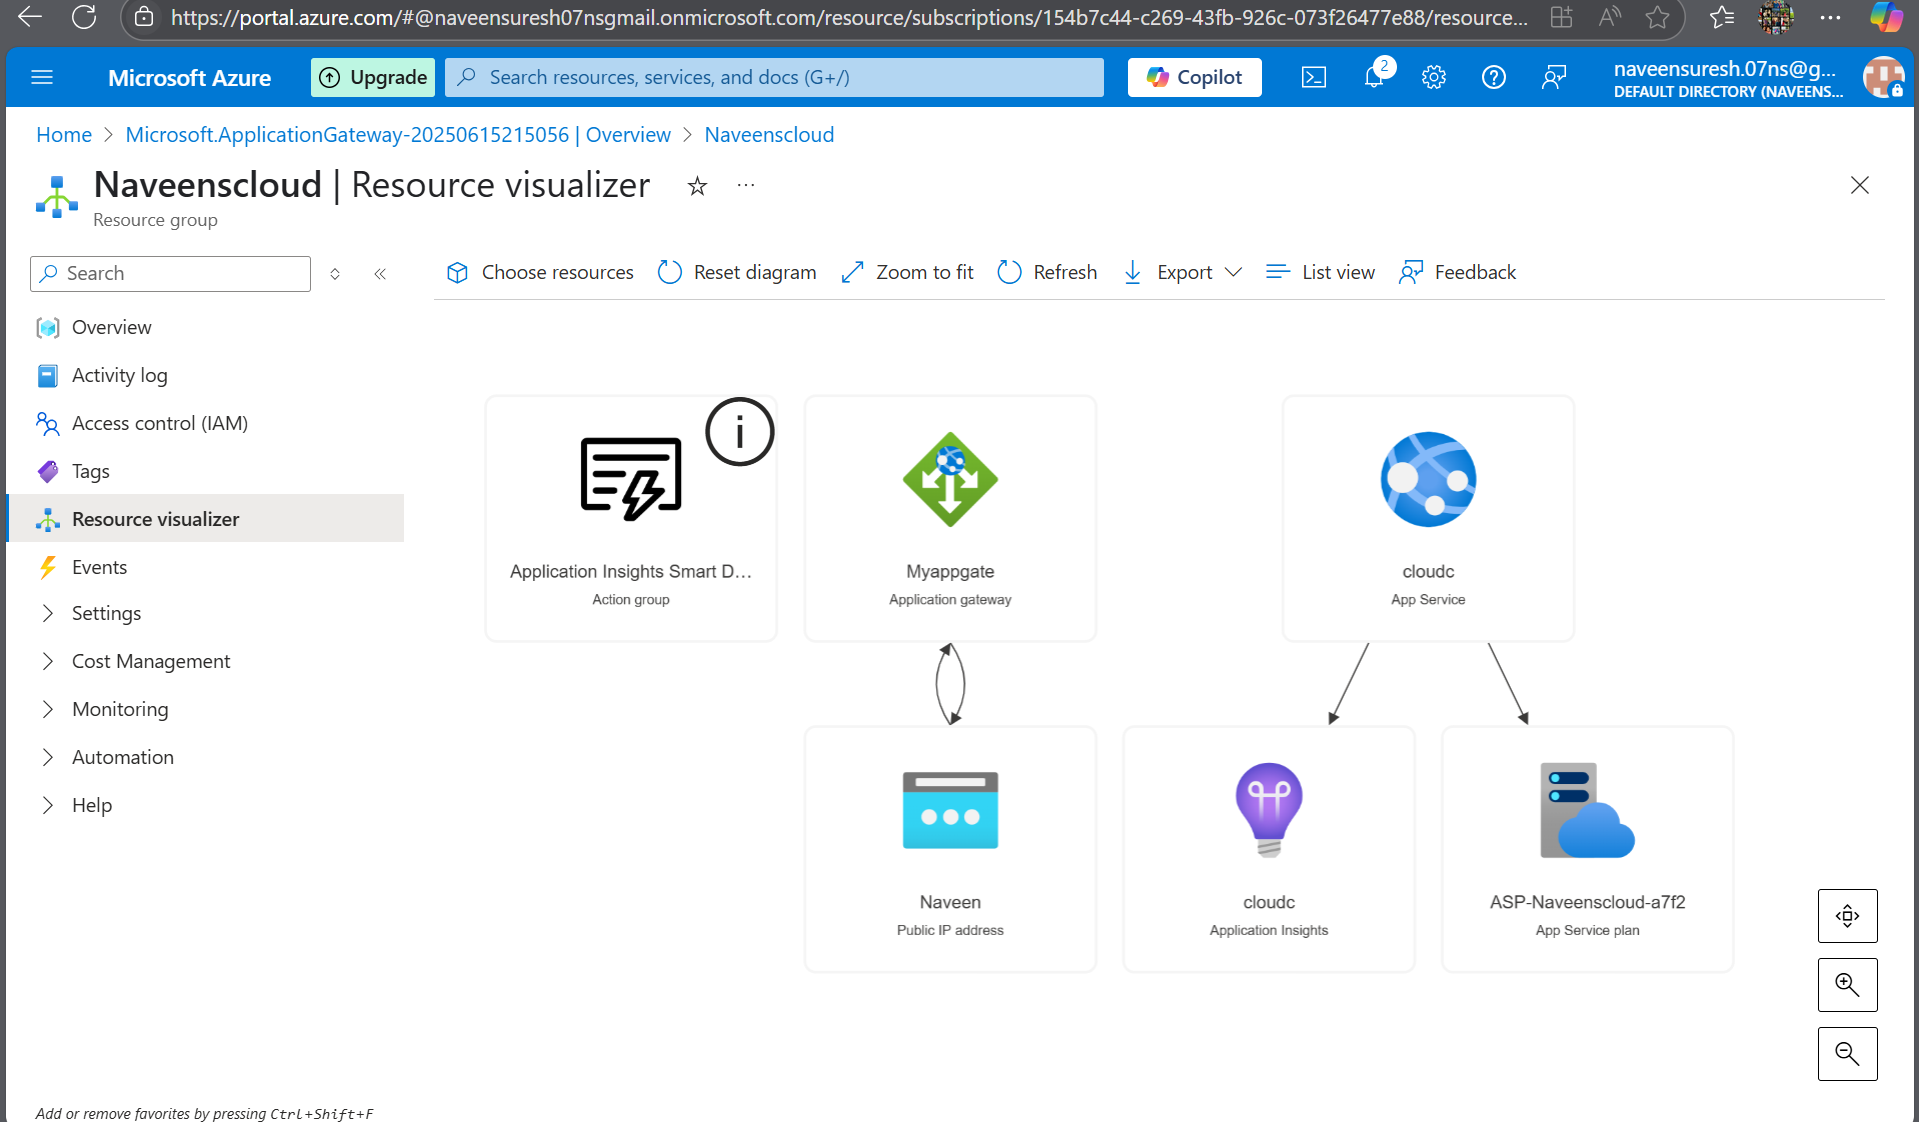 https://portal.azure.com/#@naveensuresh07nsgmail.onmicrosoft.com/resource/subscriptions/154b7c44-c269-43fb-926c-073f26477e88/resource...
Microsoft Azure
Upgrade
Search resources, services, and docs (G+/)
Copilot
2
naveensuresh.07ns@g...
DEFAULT DIRECTORY (NAVEENS...
Home > Microsoft.ApplicationGateway-20250615215056 | Overview > Naveenscloud
Naveenscloud | Resource visualizer
Resource group
Search
Choose resources
Reset diagram
Zoom to fit
Refresh
Export
List view
Feedback
Overview
Activity log
Access control (IAM)
Tags
Resource visualizer
Events
Settings
Cost Management
Monitoring
Automation
Help
Application Insights Smart D...
Action group
Myappgate
Application gateway
cloudc
App Service
Naveen
Public IP address
cloudc
Application Insights
ASP-Naveenscloud-a7f2
App Service plan
Add or remove favorites by pressing Ctrl+Shift+F